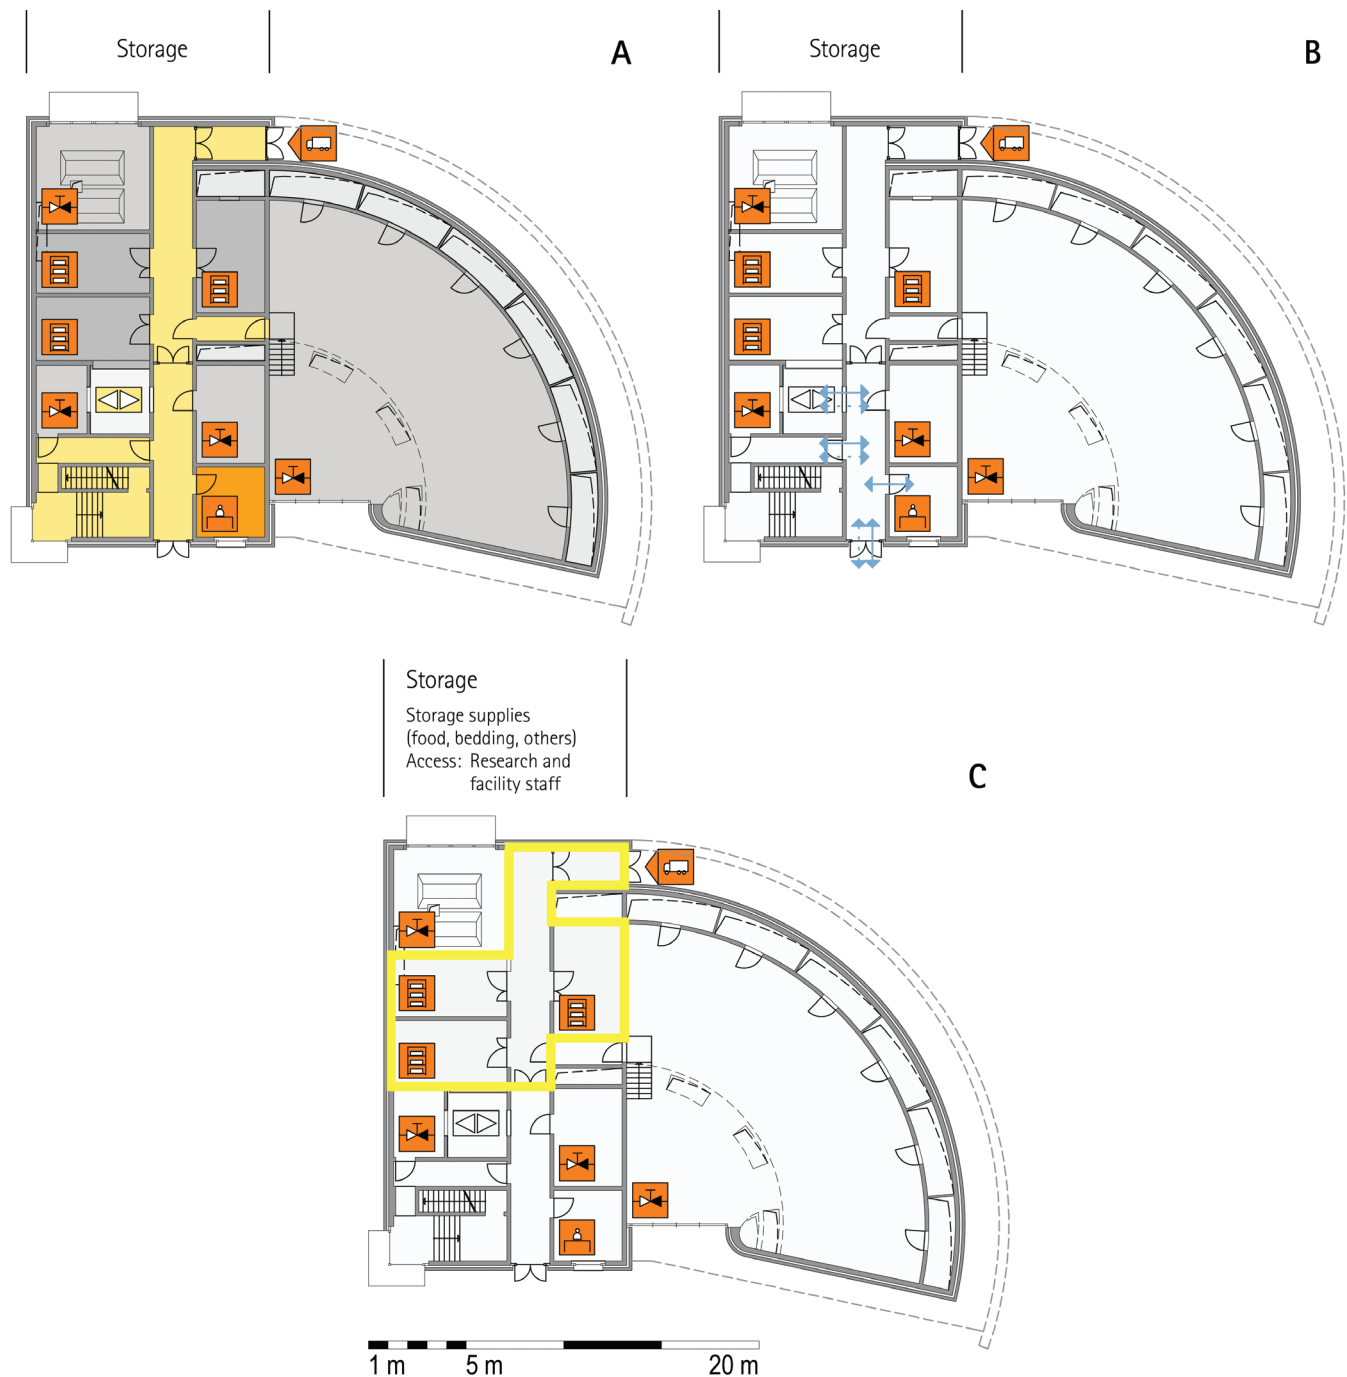 Storage
A
Storage
B
Storage
Storage supplies
(food, bedding, others)
Access: Research and
facility staff
C
1 m 5 m 20 m